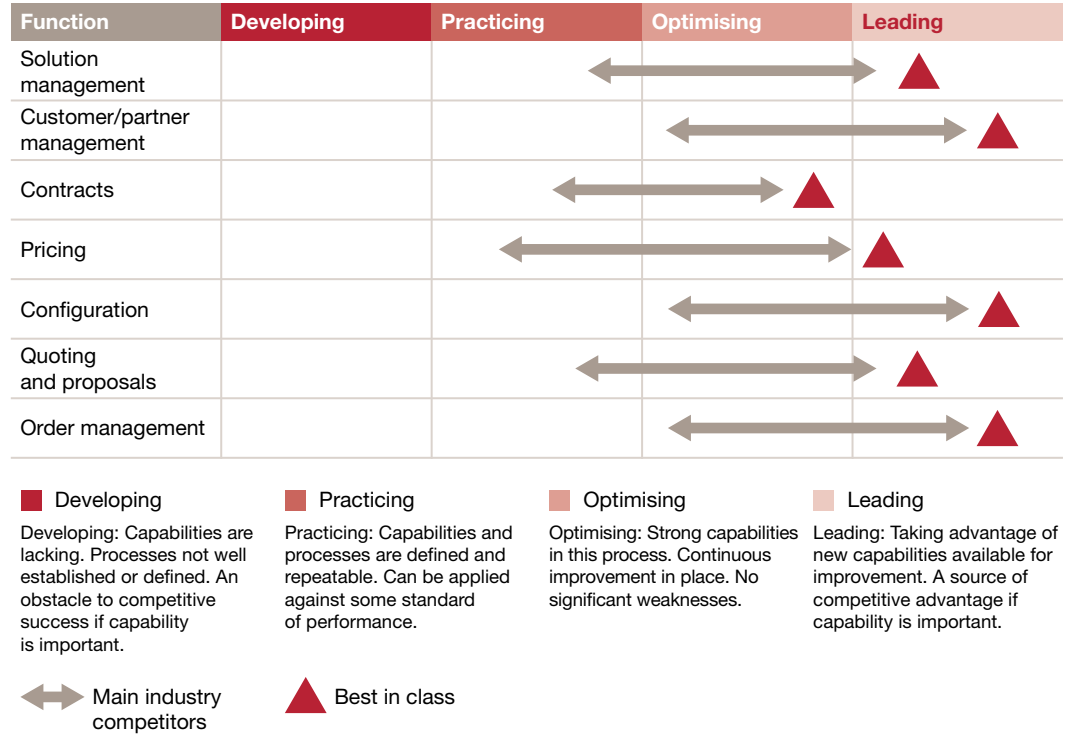 Function Developing Practicing Optimising Leading
Solution
management
Customer/partner
management
Contracts
Pricing
Configuration
Quoting
and proposals
Order management
Developing
Developing: Capabilities are
lacking. Processes not well
established or defined. An
obstacle to competitive
success if capability
is important.
Practicing
Practicing: Capabilities and
processes are defined and
repeatable. Can be applied
against some standard
of performance.
Optimising
Optimising: Strong capabilities
in this process. Continuous
improvement in place. No
significant weaknesses.
Leading
Leading: Taking advantage of
new capabilities available for
improvement. A source of
competitive advantage if
capability is important.
Main industry
competitors
Best in class